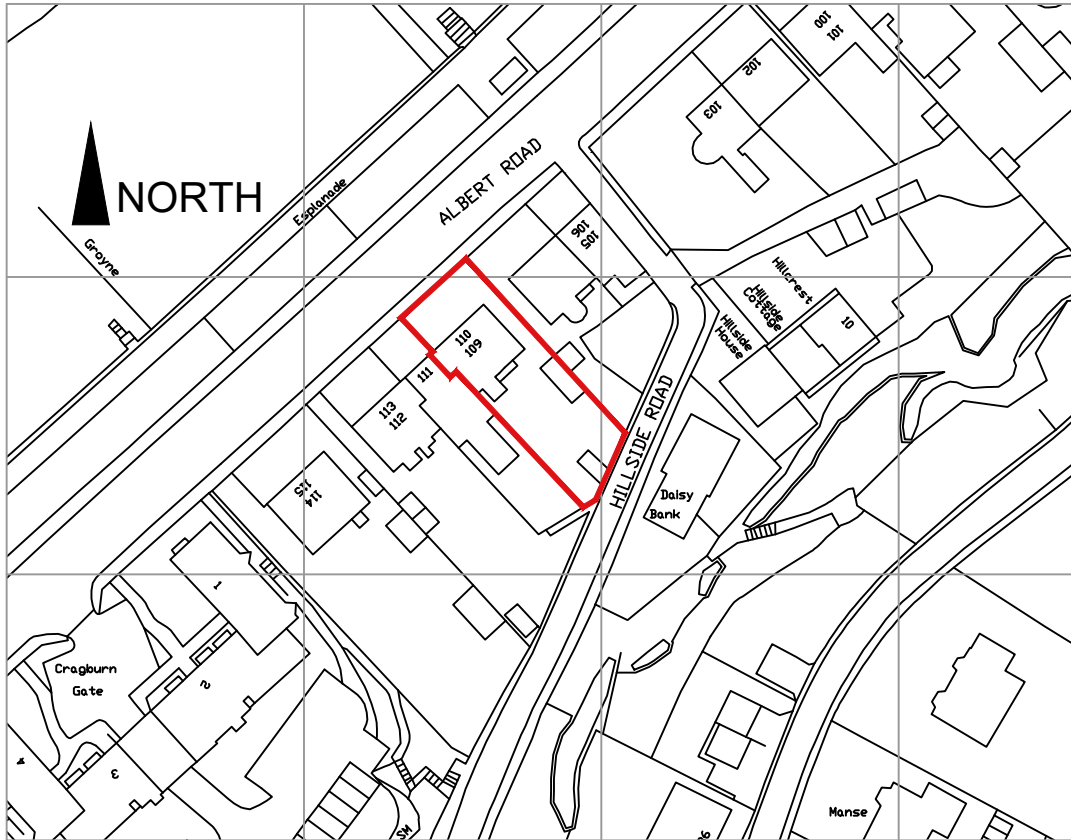 100
101
102
103
ALBERT ROAD
Esplanade
NORTH
Groyne
106
105
Hillcrest
Hillside
Cottage
Hillside
House
10
110
109
111
113
112
HILLSIDE ROAD
115
114
Daisy
Bank
1
Cragburn
Gate
2
3
4
SM
Manse